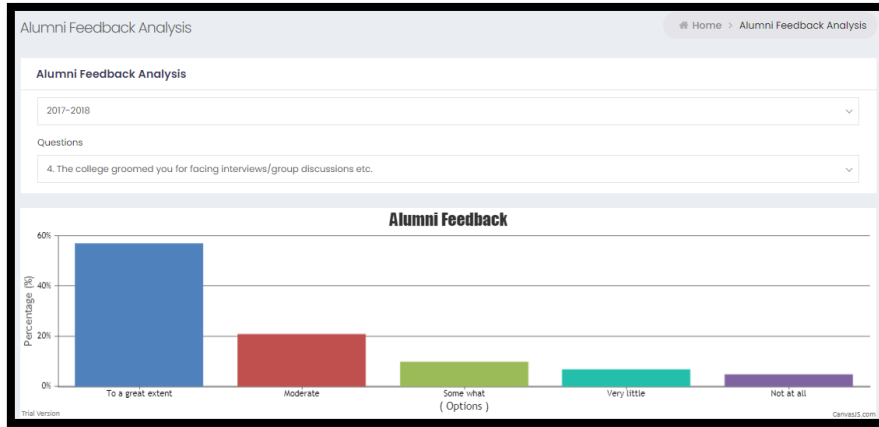 Alumni Feedback Analysis
Home > Alumni Feedback Analysis
Alumni Feedback Analysis
2017-2018
Questions
4. The college groomed you for facing interviews/group discussions etc.
Alumni Feedback
60%
40%
20%
0%
Percentage (%)
To a great extent
Moderate
Some what
Very little
Not at all
( Options )
Trial Version
CanvasJS.com